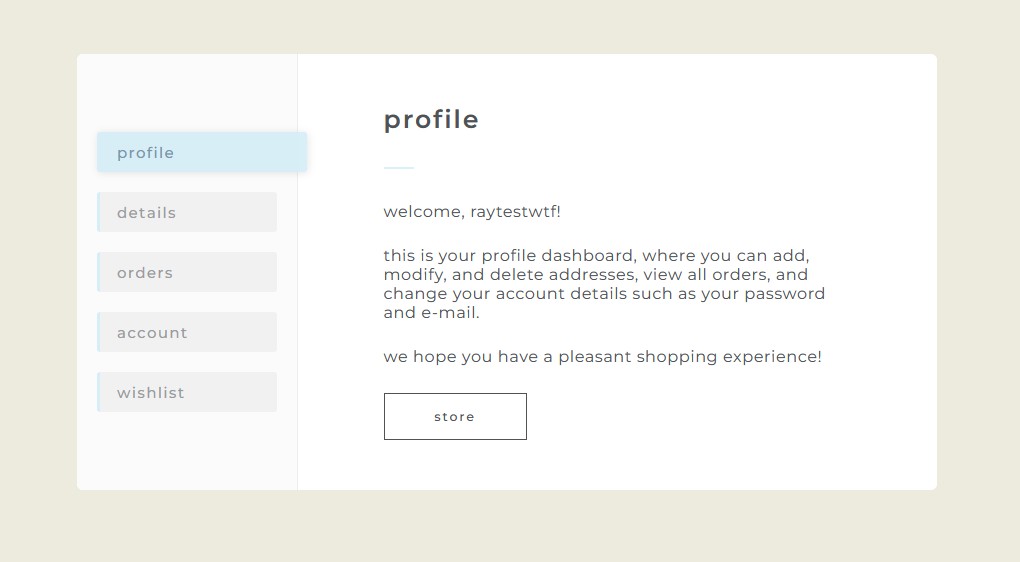 profile
details
orders
account
wishlist
profile
welcome, raytestwtf!
this is your profile dashboard, where you can add,
modify, and delete addresses, view all orders, and
change your account details such as your password
and e-mail.
we hope you have a pleasant shopping experience!
store